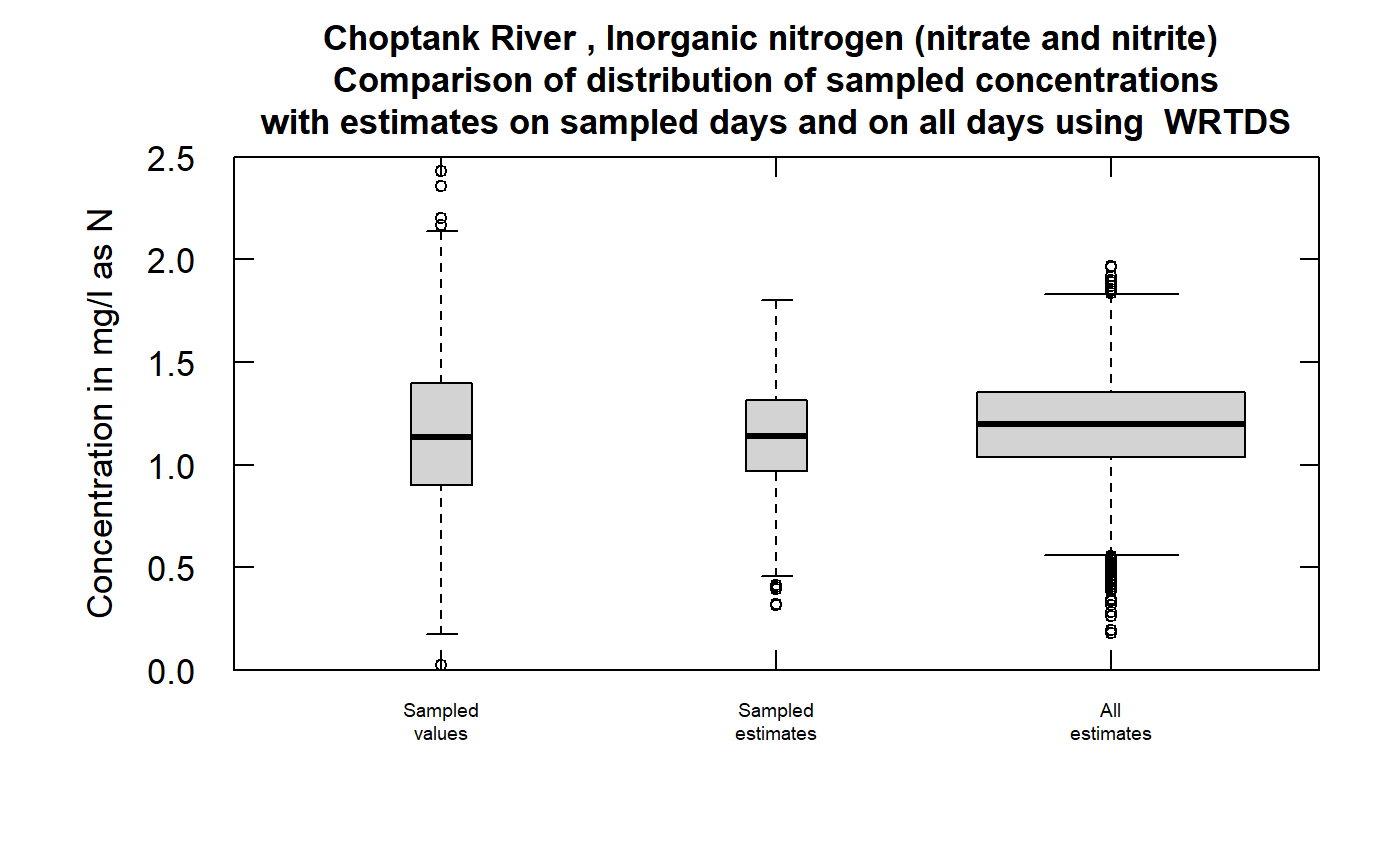 Choptank River , Inorganic nitrogen (nitrate and nitrite)
Comparison of distribution of sampled concentrations
with estimates on sampled days and on all days using  WRTDS
Concentration in mg/l as N
2.5
2.0
1.5
1.0
0.5
0.0
Sampled
values
Sampled
estimates
All
estimates